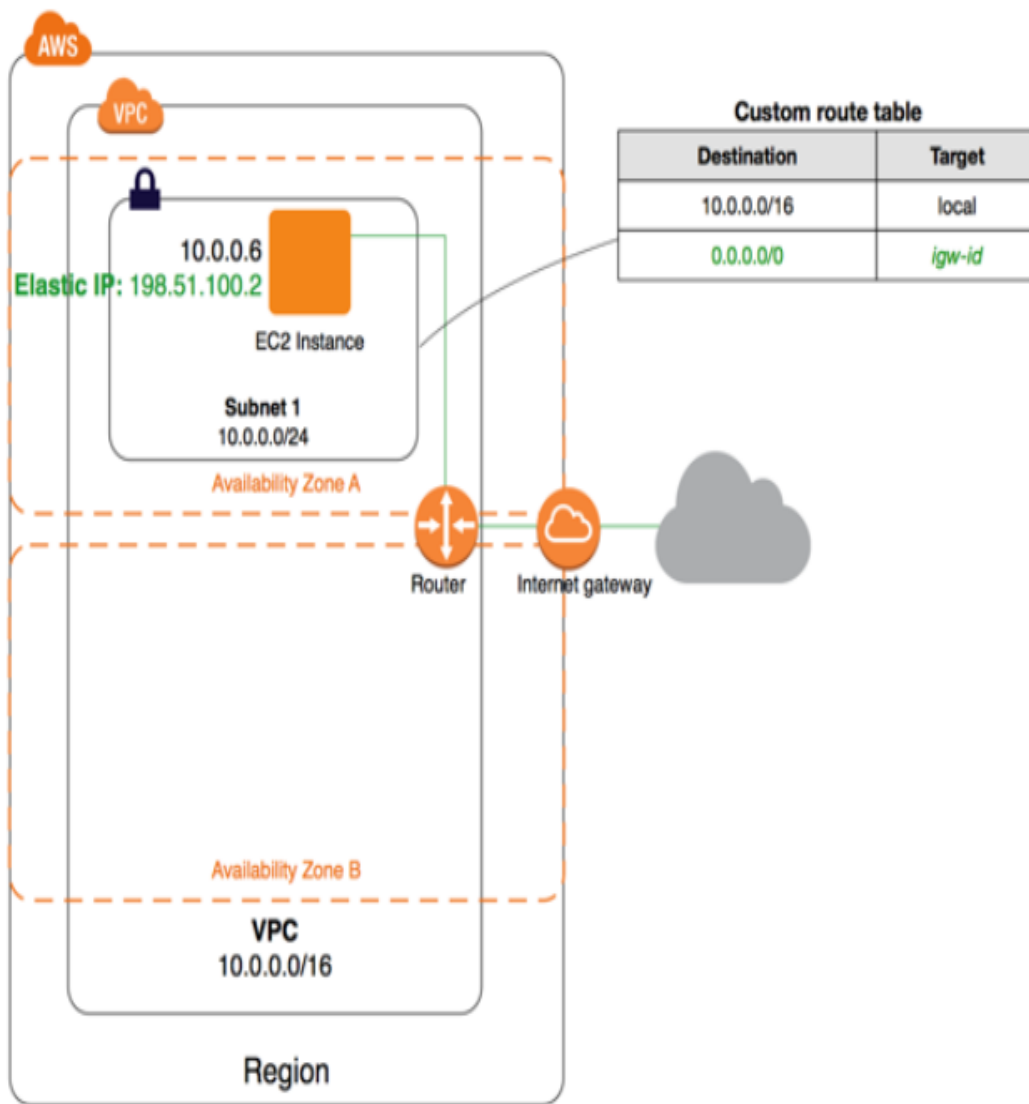 AWS
VPC
Custom route table
Destination Target
10.0.0.0/16 local
0.0.0.0/0 igw-id
10.0.0.6
Elastic IP: 198.51.100.2
EC2 Instance
Subnet 1
10.0.0.0/24
Availability Zone A
Router
Internet gateway
Availability Zone B
VPC
10.0.0.0/16
Region